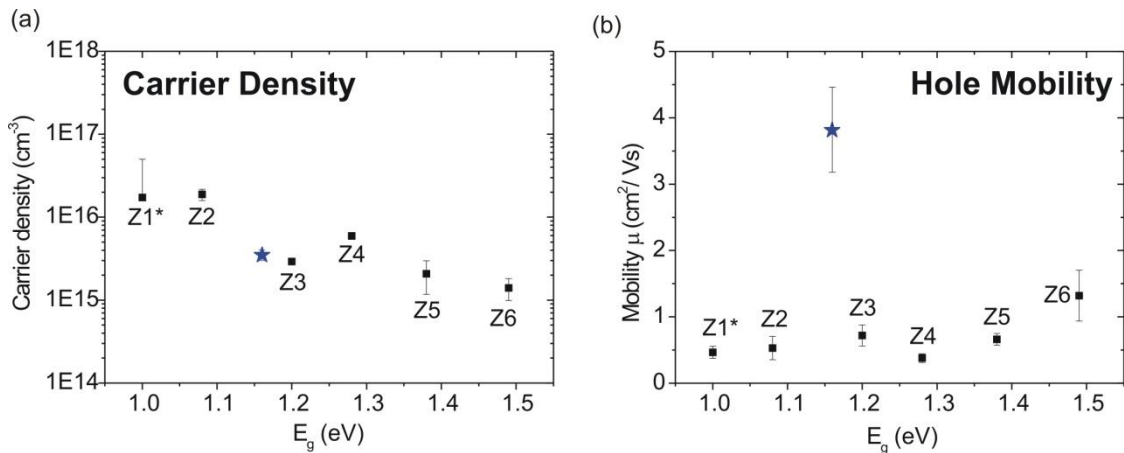 (a)
Carrier Density
Carrier density (cm⁻³)
1E18
1E17
1E16
1E15
1E14
Z1*
Z2
Z3
Z4
Z5
Z6
1.0 1.1 1.2 1.3 1.4 1.5
E_g (eV)
(b)
Hole Mobility
Mobility μ (cm²/ Vs)
5
4
3
2
1
0
Z1*
Z2
Z3
Z4
Z5
Z6
1.0 1.1 1.2 1.3 1.4 1.5
E_g (eV)